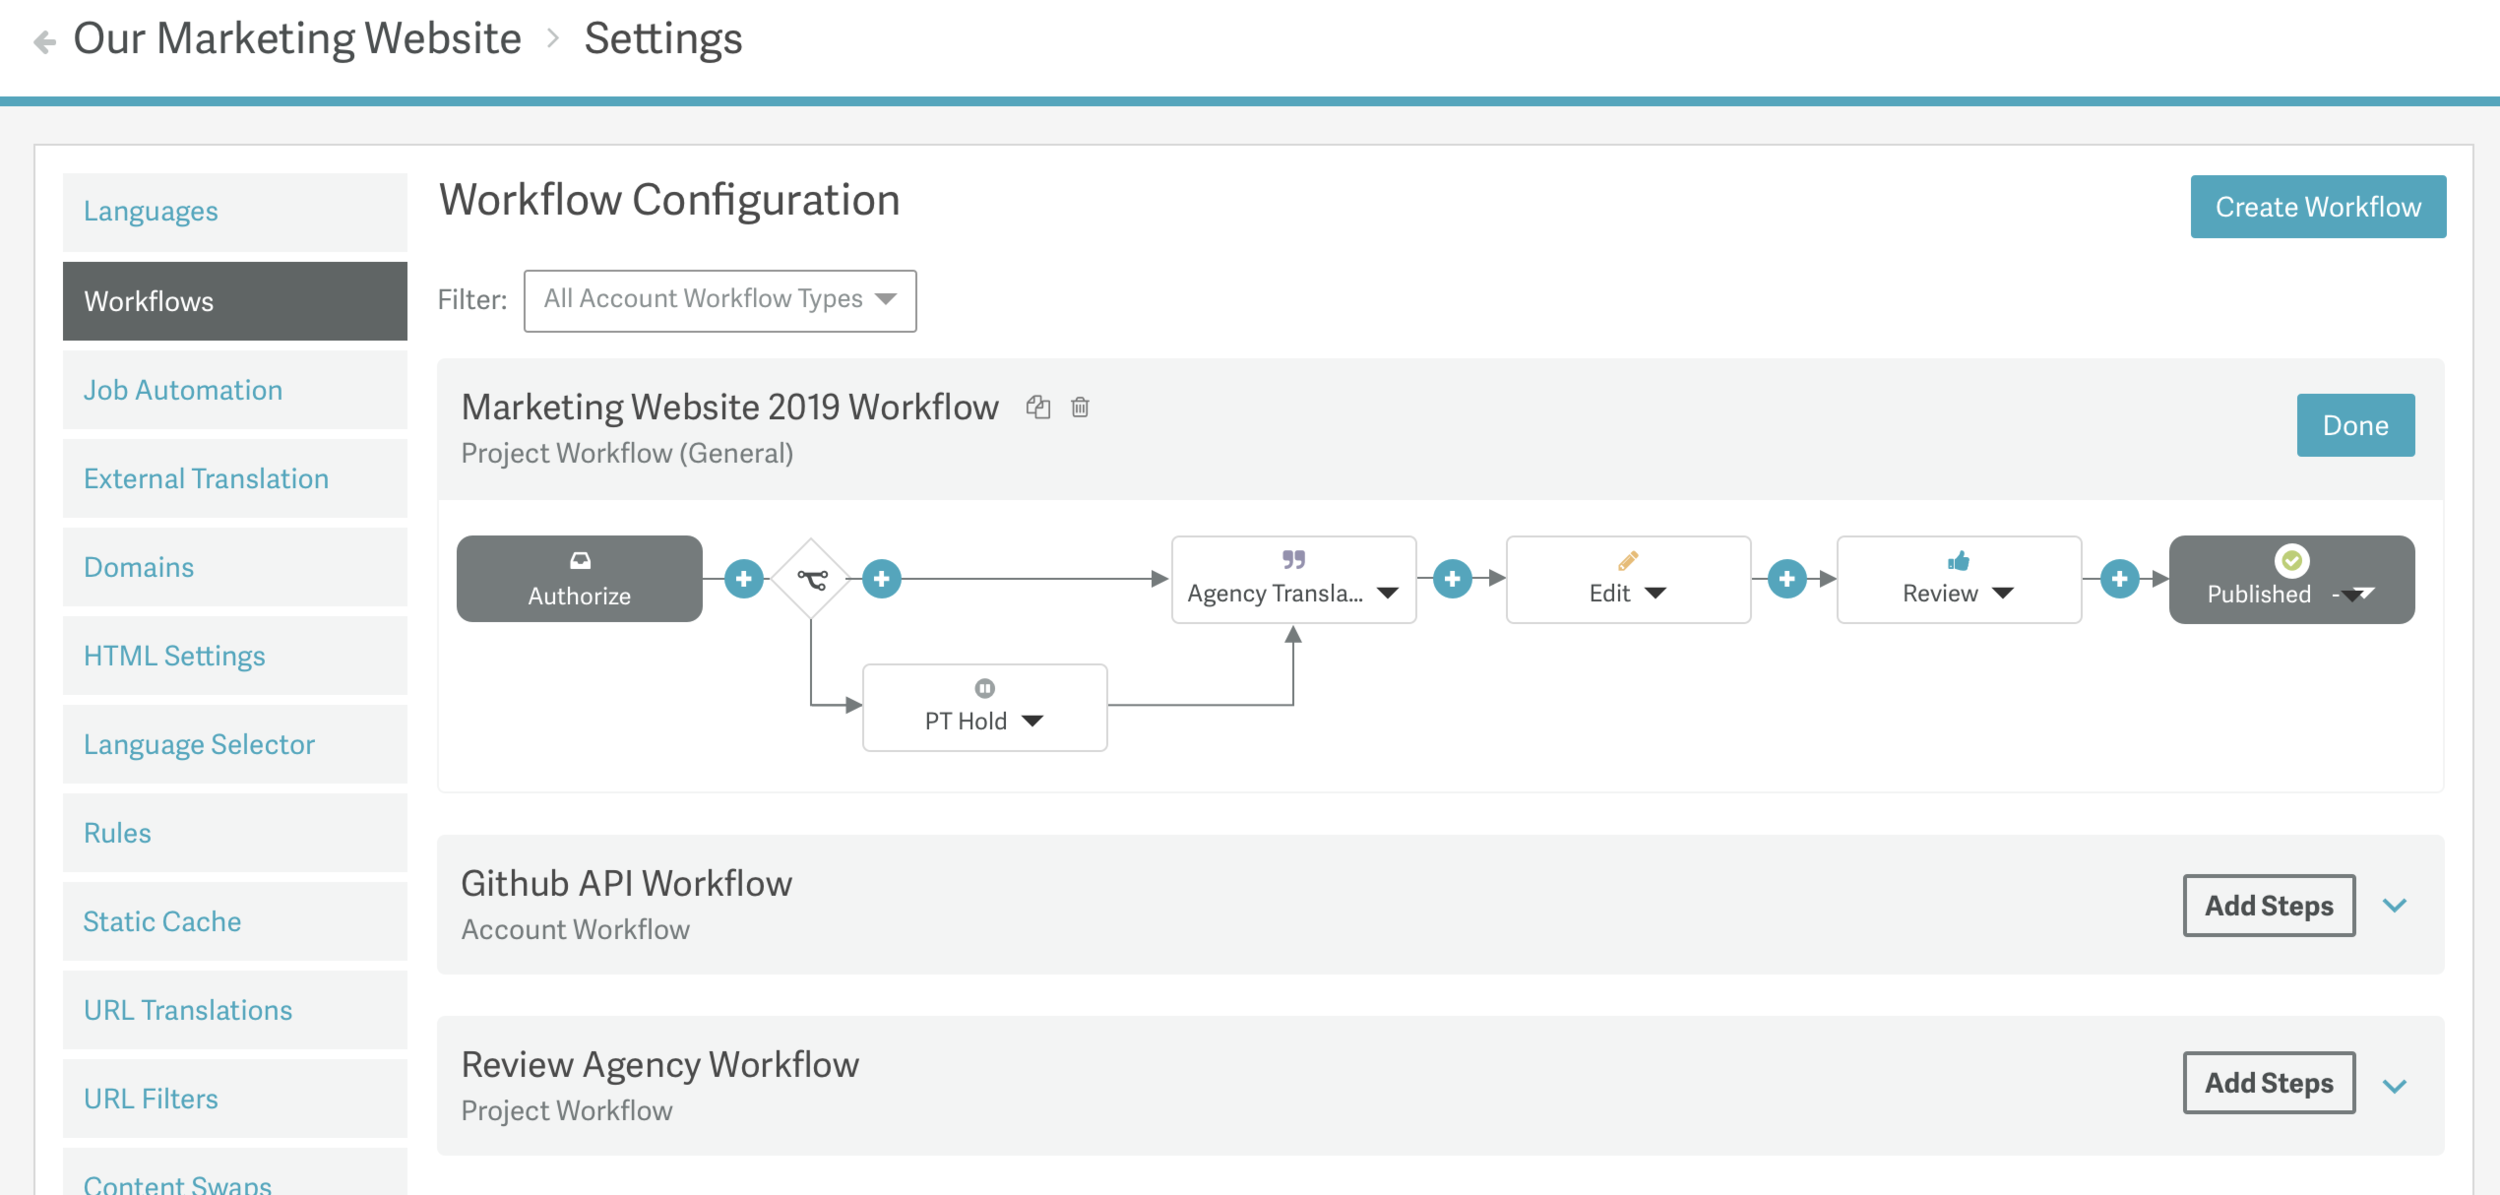 Our Marketing Website > Settings
Languages
Workflows
Job Automation
External Translation
Domains
HTML Settings
Language Selector
Rules
Static Cache
URL Translations
URL Filters
Content Swaps
Workflow Configuration
Create Workflow
Filter: All Account Workflow Types
Marketing Website 2019 Workflow
Project Workflow (General)
Done
Authorize
Agency Transla...
Edit
Review
Published -
PT Hold
Github API Workflow
Account Workflow
Add Steps
Review Agency Workflow
Project Workflow
Add Steps